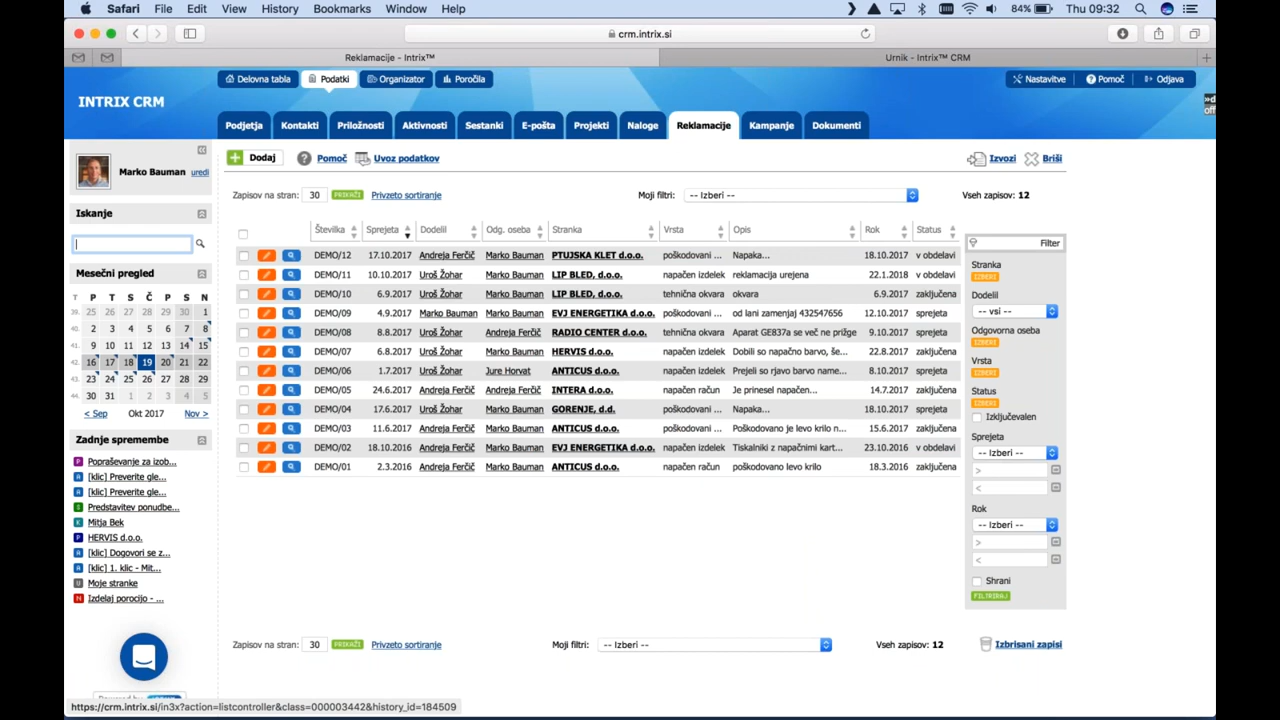 Safari File Edit View History Bookmarks Window Help 84% Thu 09:32
crm.intrix.si
Reklamacije - Intrix™ Urnik - Intrix™ CRM
Delovna tabla Podatki Organizator Poročila Nastavitve Pomoč Odjava
INTRIX CRM
Podjetja Kontakti Priložnosti Aktivnosti Sestanki E-pošta Projekti Naloge Reklamacije Kampanje Dokumenti
Dodaj Pomoč Uvoz podatkov Izvozi Briši
Marko Bauman uredi
Zapisov na stran: 30 PRIKAŽI Privzeto sortiranje Moji filtri: -- Izberi -- Vseh zapisov: 12
Iskanje
Mesečni pregled
T P T S Č P S N
39. 25 26 27 28 29 30 1
40. 2 3 4 5 6 7 8
41. 9 10 11 12 13 14 15
42. 16 17 18 19 20 21 22
43. 23 24 25 26 27 28 29
44. 30 31 1 2 3 4 5
< Sep Okt 2017 Nov >
Zadnje spremembe
Popraševanje za izob...
[klic] Preverite gle...
[klic] Preverite gle...
Predstavitev ponudbe...
Mitja Bek
HERVIS d.o.o.
[klic] Dogovori se z...
[klic] 1. klic - Mit...
Moje stranke
Izdelaj porocijo - ...
Številka Sprejeta Dodelil Odg. oseba Stranka Vrsta Opis Rok Status
DEMO/12 17.10.2017 Andreja Ferčič Marko Bauman PTUJSKA KLET d.o.o. poškodovani ... Napaka... 18.10.2017 v obdelavi
DEMO/11 10.10.2017 Uroš Žohar Marko Bauman LIP BLED, d.o.o. napačen izdelek reklamacija urejena 22.1.2018 v obdelavi
DEMO/10 6.9.2017 Uroš Žohar Marko Bauman LIP BLED, d.o.o. tehnična okvara okvara 6.9.2017 zaključena
DEMO/09 4.9.2017 Marko Bauman Marko Bauman EVJ ENERGETIKA d.o.o. napačen izdelek od lani zamenjaj 432547656 12.10.2017 sprejeta
DEMO/08 8.8.2017 Uroš Žohar Andreja Ferčič RADIO CENTER d.o.o. tehnična okvara Aparat GE837a se več ne prižge 9.10.2017 sprejeta
DEMO/07 6.8.2017 Uroš Žohar Marko Bauman HERVIS d.o.o. napačen izdelek Dobili so napačno barvo, še... 22.8.2017 zaključena
DEMO/06 1.7.2017 Uroš Žohar Jure Horvat ANTICUS d.o.o. napačen izdelek Prejeli so rjavo barvo name... 8.10.2017 sprejeta
DEMO/05 24.6.2017 Andreja Ferčič Andreja Ferčič INTERA d.o.o. napačen račun Je prinesel napačen... 14.7.2017 zaključena
DEMO/04 17.6.2017 Uroš Žohar Marko Bauman GORENJE, d.d. poškodovani ... Napaka... 18.10.2017 sprejeta
DEMO/03 11.6.2017 Andreja Ferčič Marko Bauman ANTICUS d.o.o. poškodovani ... Poškodovano je levo krilo n... 15.6.2017 zaključena
DEMO/02 18.10.2016 Andreja Ferčič Marko Bauman EVJ ENERGETIKA d.o.o. napačen izdelek Tiskalniki z napačnimi kart... 23.10.2016 v obdelavi
DEMO/01 2.3.2016 Andreja Ferčič Marko Bauman ANTICUS d.o.o. napačen račun poškodovano levo krilo 18.3.2016 zaključena
Filter
Stranka
IZBERI
Dodelil
-- vsi --
Odgovorna oseba
IZBERI
Vrsta
IZBERI
Status
IZBERI
Izključevalen
Sprejeta
-- Izberi --
>
<
Rok
-- Izberi --
>
<
Shrani
FILTRIRAJ
Zapisov na stran: 30 PRIKAŽI Privzeto sortiranje Moji filtri: -- Izberi -- Vseh zapisov: 12 Izbrisani zapisi
https://crm.intrix.si/in3x?action=listcontroller&class=000003442&history_id=184509